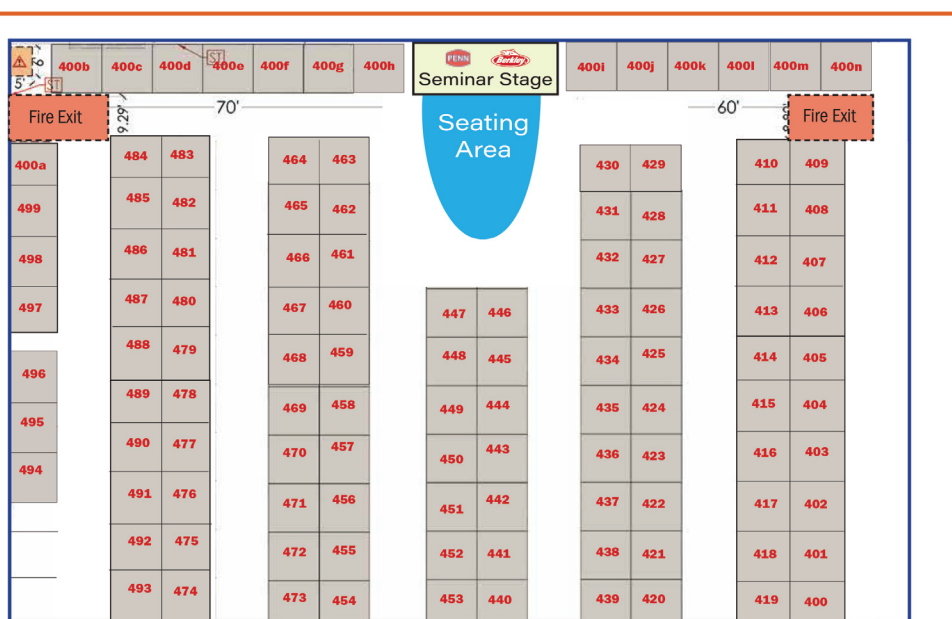 6'
400b 400c 400d ST 400e 400f 400g 400h
PENN Berkley
Seminar Stage
400i 400j 400k 400l 400m 400n
5' ST
Fire Exit
9.29'
70'
Seating
Area
60'
Fire Exit
400a 484 483 464 463 430 429 410 409
499 485 482 465 462 431 428 411 408
498 486 481 466 461 432 427 412 407
497 487 480 467 460 447 446 433 426 413 406
488 479 468 459 448 445 434 425 414 405
496 489 478 469 458 449 444 435 424 415 404
495 490 477 470 457 450 443 436 423 416 403
494 491 476 471 456 451 442 437 422 417 402
492 475 472 455 452 441 438 421 418 401
493 474 473 454 453 440 439 420 419 400